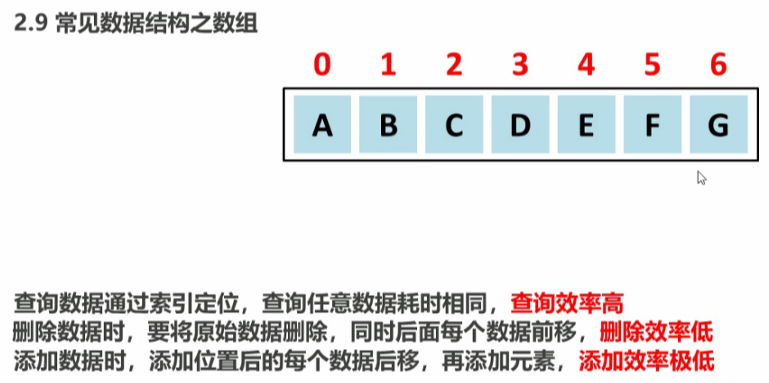 2.9 常见数据结构之数组
0 1 2 3 4 5 6
A B C D E F G
查询数据通过索引定位，查询任意数据耗时相同，查询效率高
删除数据时，要将原始数据删除，同时后面每个数据前移，删除效率低
添加数据时，添加位置后的每个数据后移，再添加元素，添加效率极低